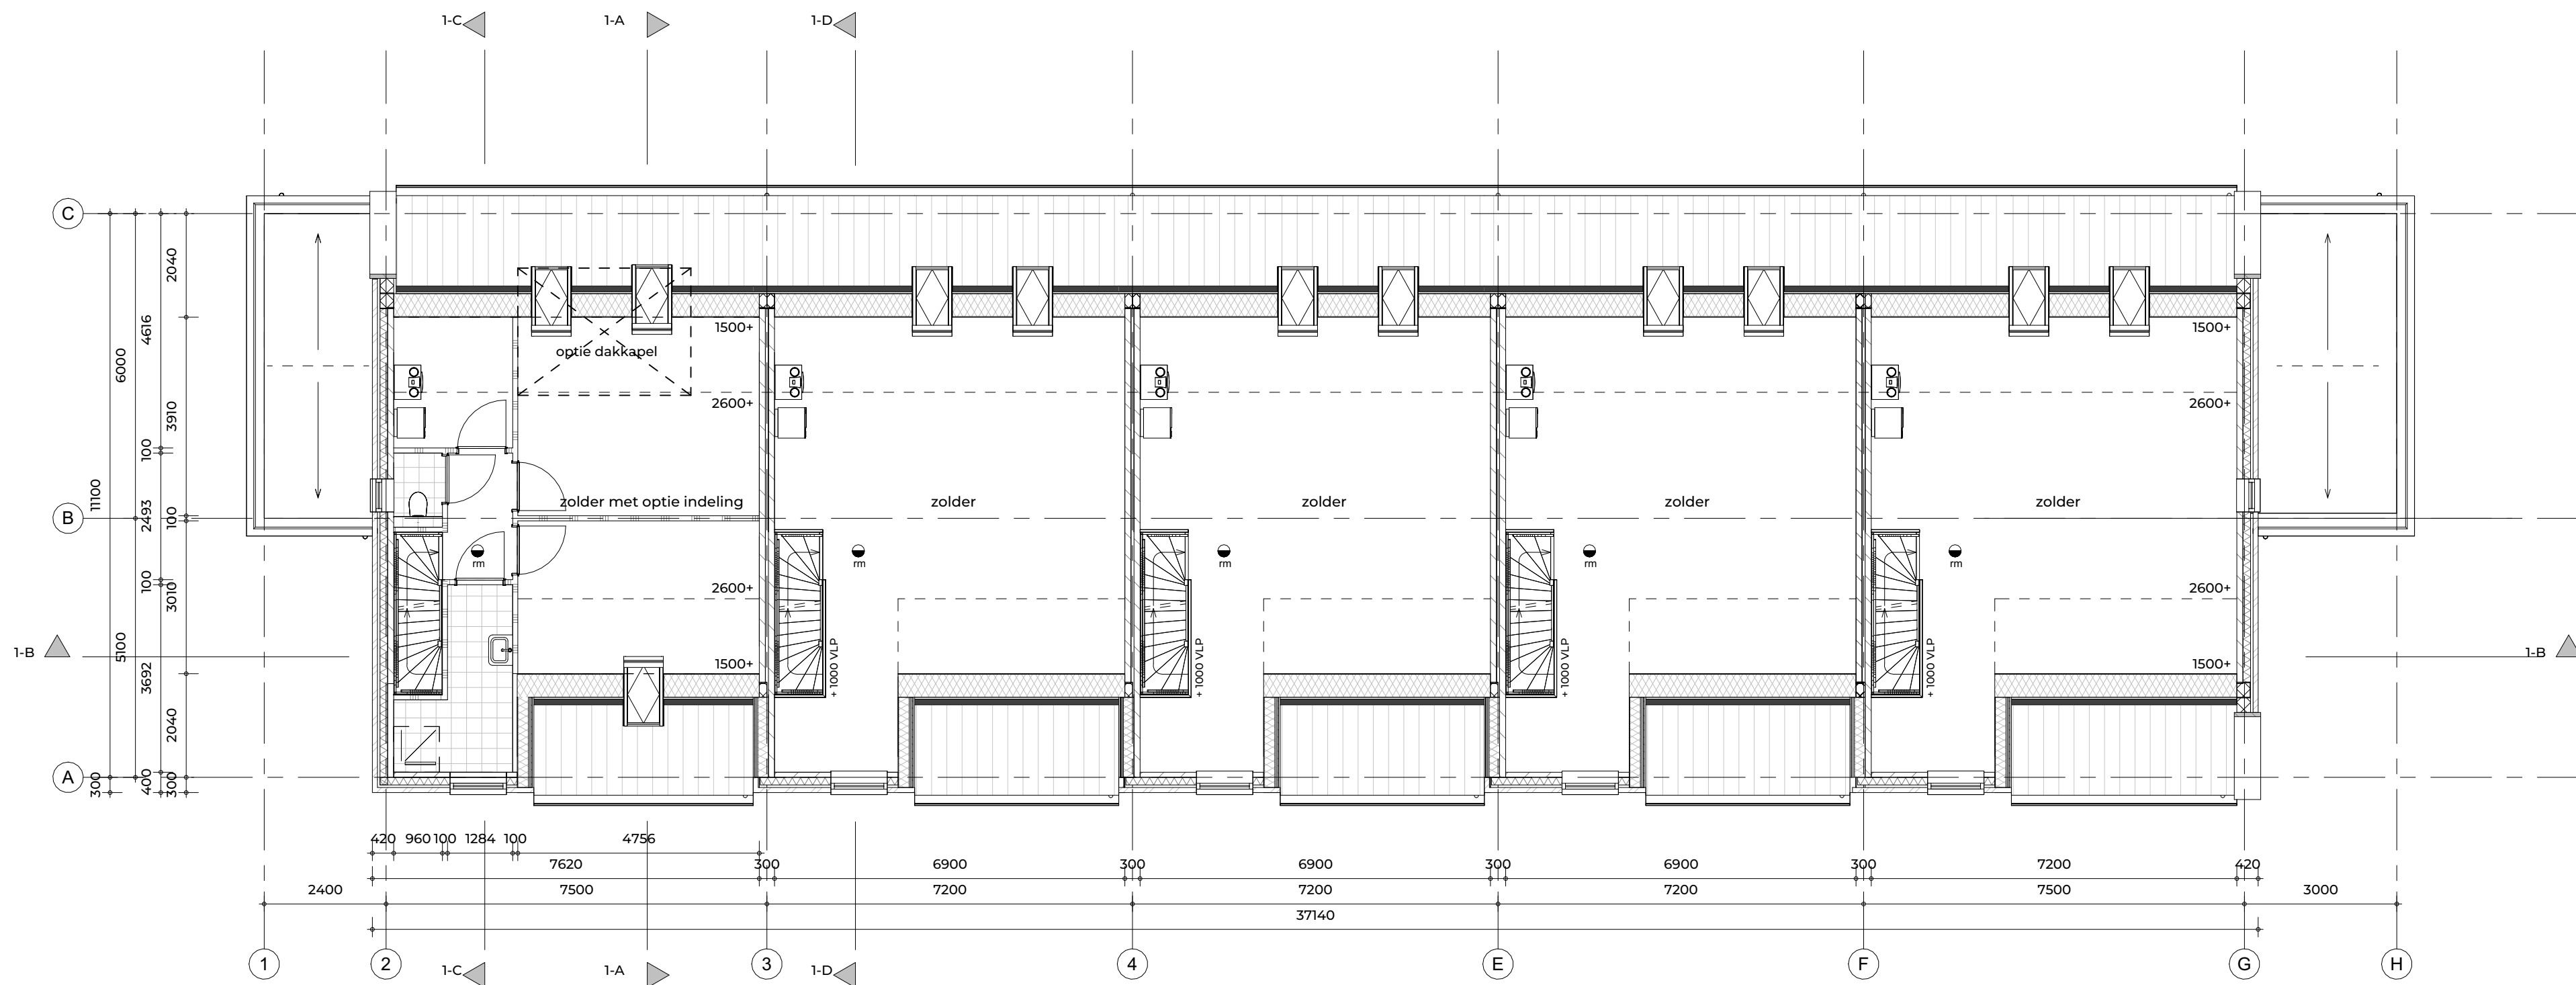 1-C
1-A
1-D
C
B
A
2040
4616
6000
3910
100
11100
2493
100
100
3010
5100
3692
2040
300
400
300
1-B
1-B
1500+
optie dakkapel
2600+
zolder met optie indeling
rm
2600+
1500+
zolder
rm
+ 1000 VLP
zolder
rm
+ 1000 VLP
zolder
rm
+ 1000 VLP
1500+
2600+
zolder
rm
2600+
1500+
+ 1000 VLP
420 960 100 1284 100 4756
7620 300 6900 300 6900 300 6900 300 7200 420
2400 7500 7200 7200 7200 7500 3000
37140
1 2 3 4 E F G H
1-C
1-A
1-D